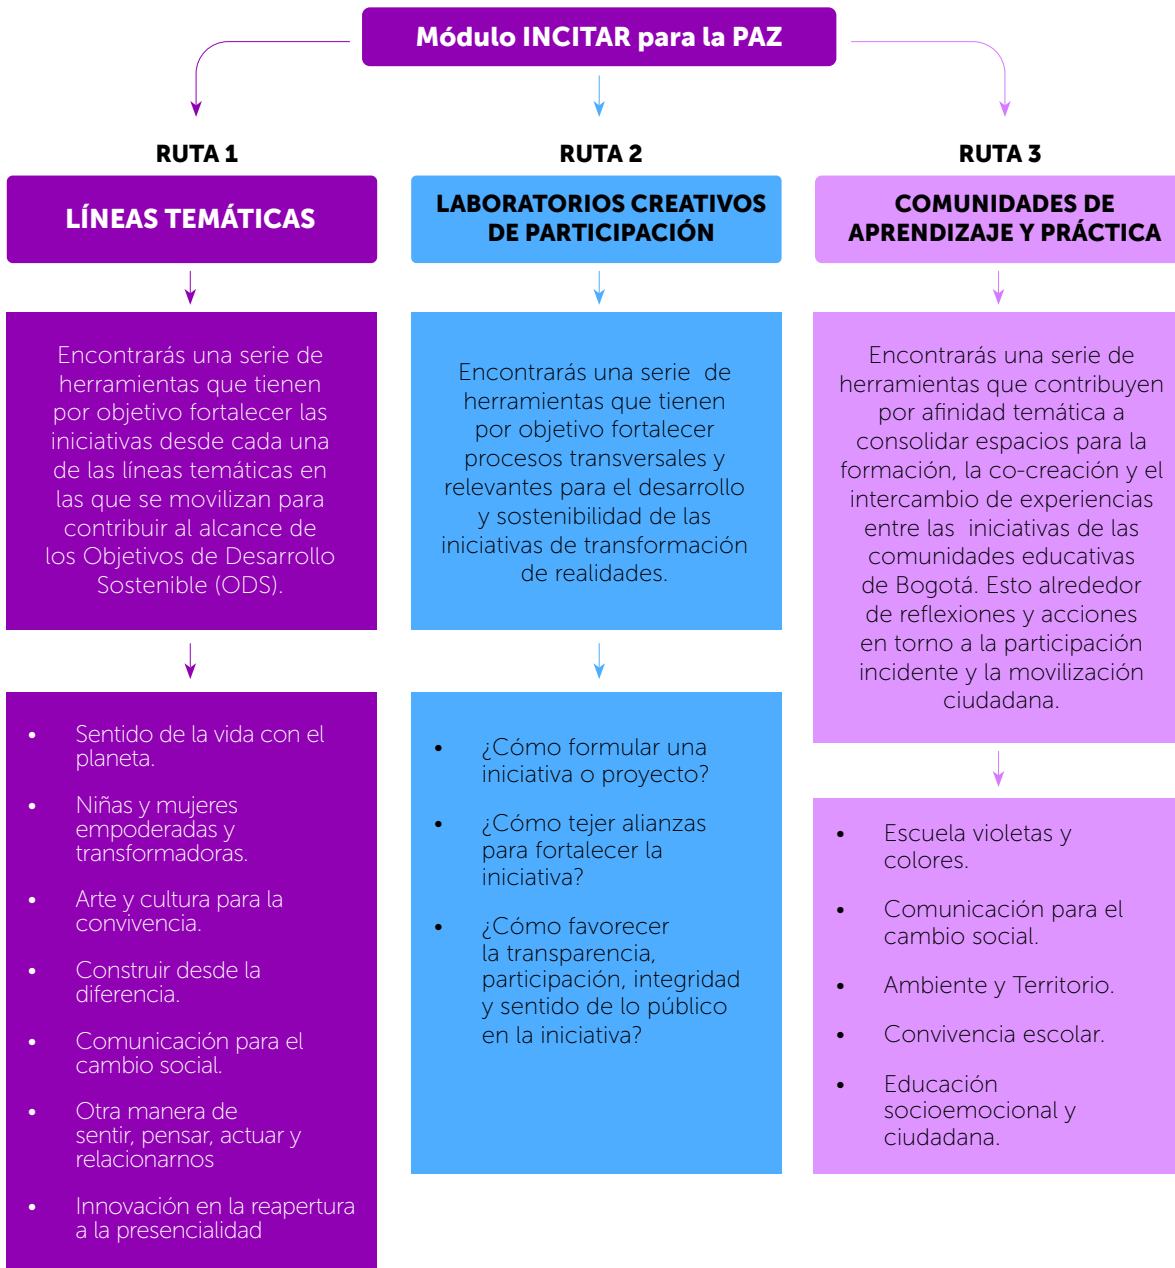 Módulo INCITAR para la PAZ
RUTA 1
LÍNEAS TEMÁTICAS
Encontrarás una serie de
herramientas que tienen
por objetivo fortalecer las
iniciativas desde cada una
de las líneas temáticas en
las que se movilizan para
contribuir al alcance de
los Objetivos de Desarrollo
Sostenible (ODS).
• Sentido de la vida con el
planeta.
• Niñas y mujeres
empoderadas y
transformadoras.
• Arte y cultura para la
convivencia.
• Construir desde la
diferencia.
• Comunicación para el
cambio social.
• Otra manera de
sentir, pensar, actuar y
relacionarnos
• Innovación en la reapertura
a la presencialidad
RUTA 2
LABORATORIOS CREATIVOS
DE PARTICIPACIÓN
Encontrarás una serie de
herramientas que tienen
por objetivo fortalecer
procesos transversales y
relevantes para el desarrollo
y sostenibilidad de las
iniciativas de transformación
de realidades.
• ¿Cómo formular una
iniciativa o proyecto?
• ¿Cómo tejer alianzas
para fortalecer la
iniciativa?
• ¿Cómo favorecer
la transparencia,
participación, integridad
y sentido de lo público
en la iniciativa?
RUTA 3
COMUNIDADES DE
APRENDIZAJE Y PRÁCTICA
Encontrarás una serie de
herramientas que contribuyen
por afinidad temática a
consolidar espacios para la
formación, la co-creación y el
intercambio de experiencias
entre las iniciativas de las
comunidades educativas
de Bogotá. Esto alrededor
de reflexiones y acciones
en torno a la participación
incidente y la movilización
ciudadana.
• Escuela violetas y
colores.
• Comunicación para el
cambio social.
• Ambiente y Territorio.
• Convivencia escolar.
• Educación
socioemocional y
ciudadana.